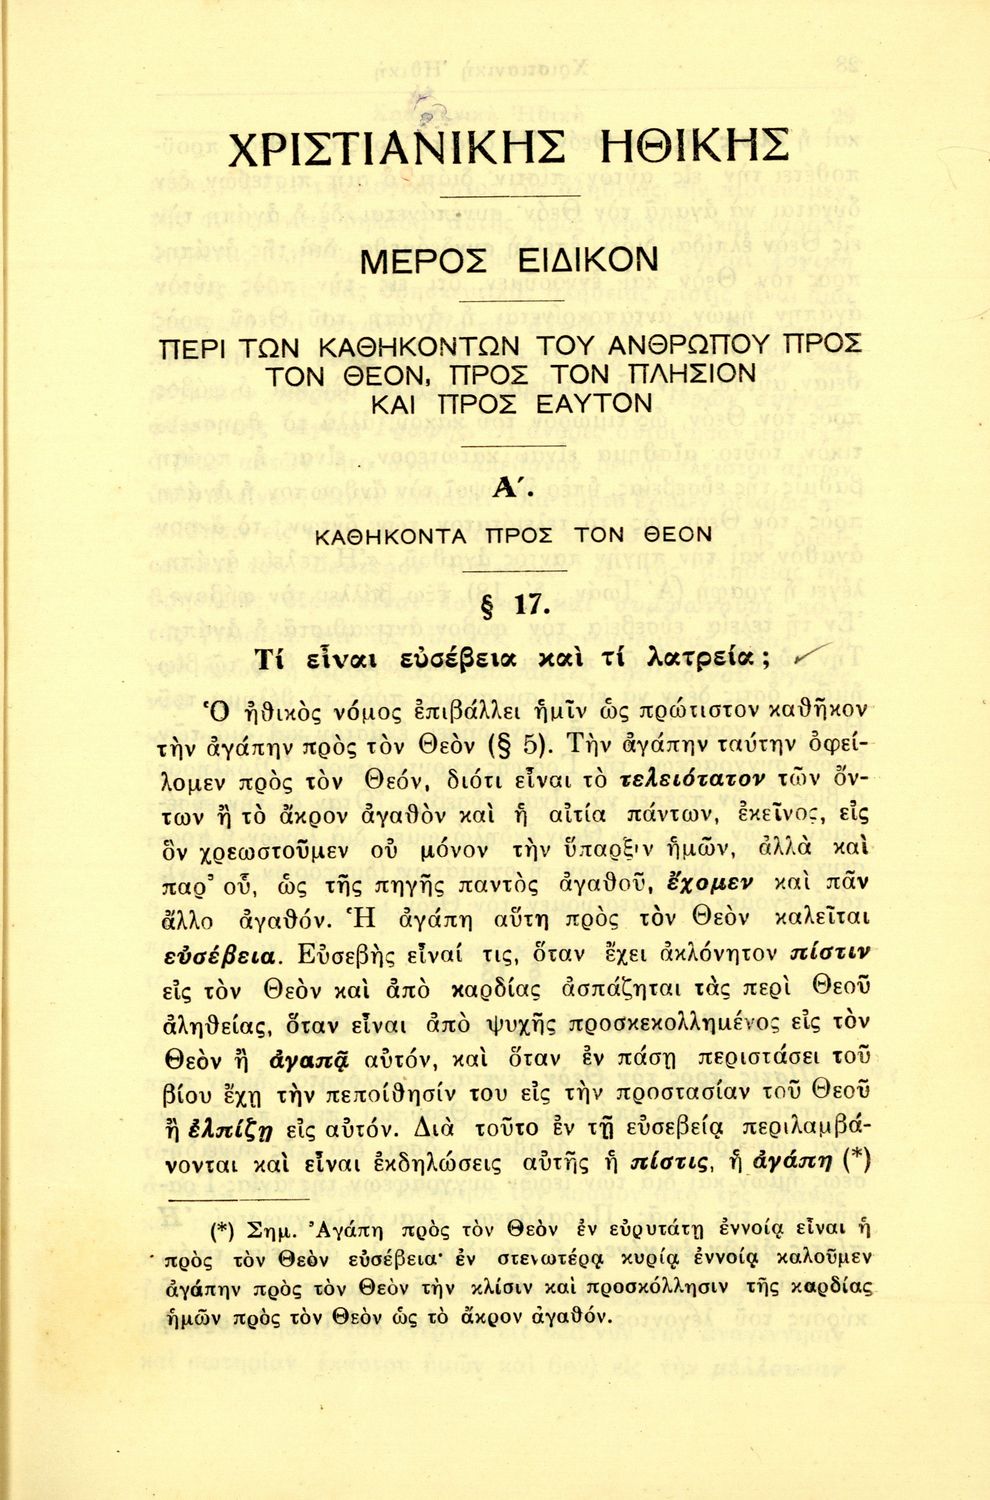 ΧΡΙΣΤΙΑΝΙΚΗΣ ΗΘΙΚΗΣ
ΜΕΡΟΣ ΕΙΔΙΚΟΝ
ΠΕΡΙ ΤΩΝ ΚΑΘΗΚΟΝΤΩΝ ΤΟΥ ΑΝΘΡΩΠΟΥ ΠΡΟΣ
ΤΟΝ ΘΕΟΝ, ΠΡΟΣ ΤΟΝ ΠΛΗΣΙΟΝ
ΚΑΙ ΠΡΟΣ ΕΑΥΤΟΝ
Α΄.
ΚΑΘΗΚΟΝΤΑ ΠΡΟΣ ΤΟΝ ΘΕΟΝ
§ 17.
Τί εἶναι εὐσέβεια καὶ τί λατρεία ;
Ὁ ἠθικὸς νόμος ἐπιβάλλει ἡμῖν ὡς πρώτιστον καθῆκον
τὴν ἀγάπην πρὸς τὸν Θεὸν (§ 5). Τὴν ἀγάπην ταύτην ὀφεί-
λομεν πρὸς τὸν Θεόν, διότι εἶναι τὸ τελειότατον τῶν ὄν-
των ἢ τὸ ἄκρον ἀγαθὸν καὶ ἡ αἰτία πάντων, ἐκεῖνος, εἰς
ὃν χρεωστοῦμεν οὐ μόνον τὴν ὕπαρξιν ἡμῶν, ἀλλὰ καὶ
παρ᾿ οὗ, ὡς τῆς πηγῆς παντὸς ἀγαθοῦ, ἔχομεν καὶ πᾶν
ἄλλο ἀγαθόν. Ἡ ἀγάπη αὕτη πρὸς τὸν Θεὸν καλεῖται
εὐσέβεια. Εὐσεβὴς εἶναί τις, ὅταν ἔχει ἀκλόνητον πίστιν
εἰς τὸν Θεὸν καὶ ἀπὸ καρδίας ἀσπάζηται τὰς περὶ Θεοῦ
ἀληθείας, ὅταν εἶναι ἀπὸ ψυχῆς προσκεκολλημένος εἰς τὸν
Θεὸν ἢ ἀγαπᾷ αὐτόν, καὶ ὅταν ἐν πάσῃ περιστάσει τοῦ
βίου ἔχῃ τὴν πεποίθησίν του εἰς τὴν προστασίαν τοῦ Θεοῦ
ἢ ἐλπίζῃ εἰς αὐτόν. Διὰ τοῦτο ἐν τῇ εὐσεβείᾳ περιλαμβά-
νονται καὶ εἶναι ἐκδηλώσεις αὐτῆς ἡ πίστις, ἡ ἀγάπη (*)
(*) Σημ. Ἀγάπη πρὸς τὸν Θεὸν ἐν εὐρυτάτῃ ἐννοίᾳ εἶναι ἡ
πρὸς τὸν Θεὸν εὐσέβεια· ἐν στενωτέρᾳ κυρίᾳ ἐννοίᾳ καλοῦμεν
ἀγάπην πρὸς τὸν Θεὸν τὴν κλίσιν καὶ προσκόλλησιν τῆς καρδίας
ἡμῶν πρὸς τὸν Θεὸν ὡς τὸ ἄκρον ἀγαθόν.